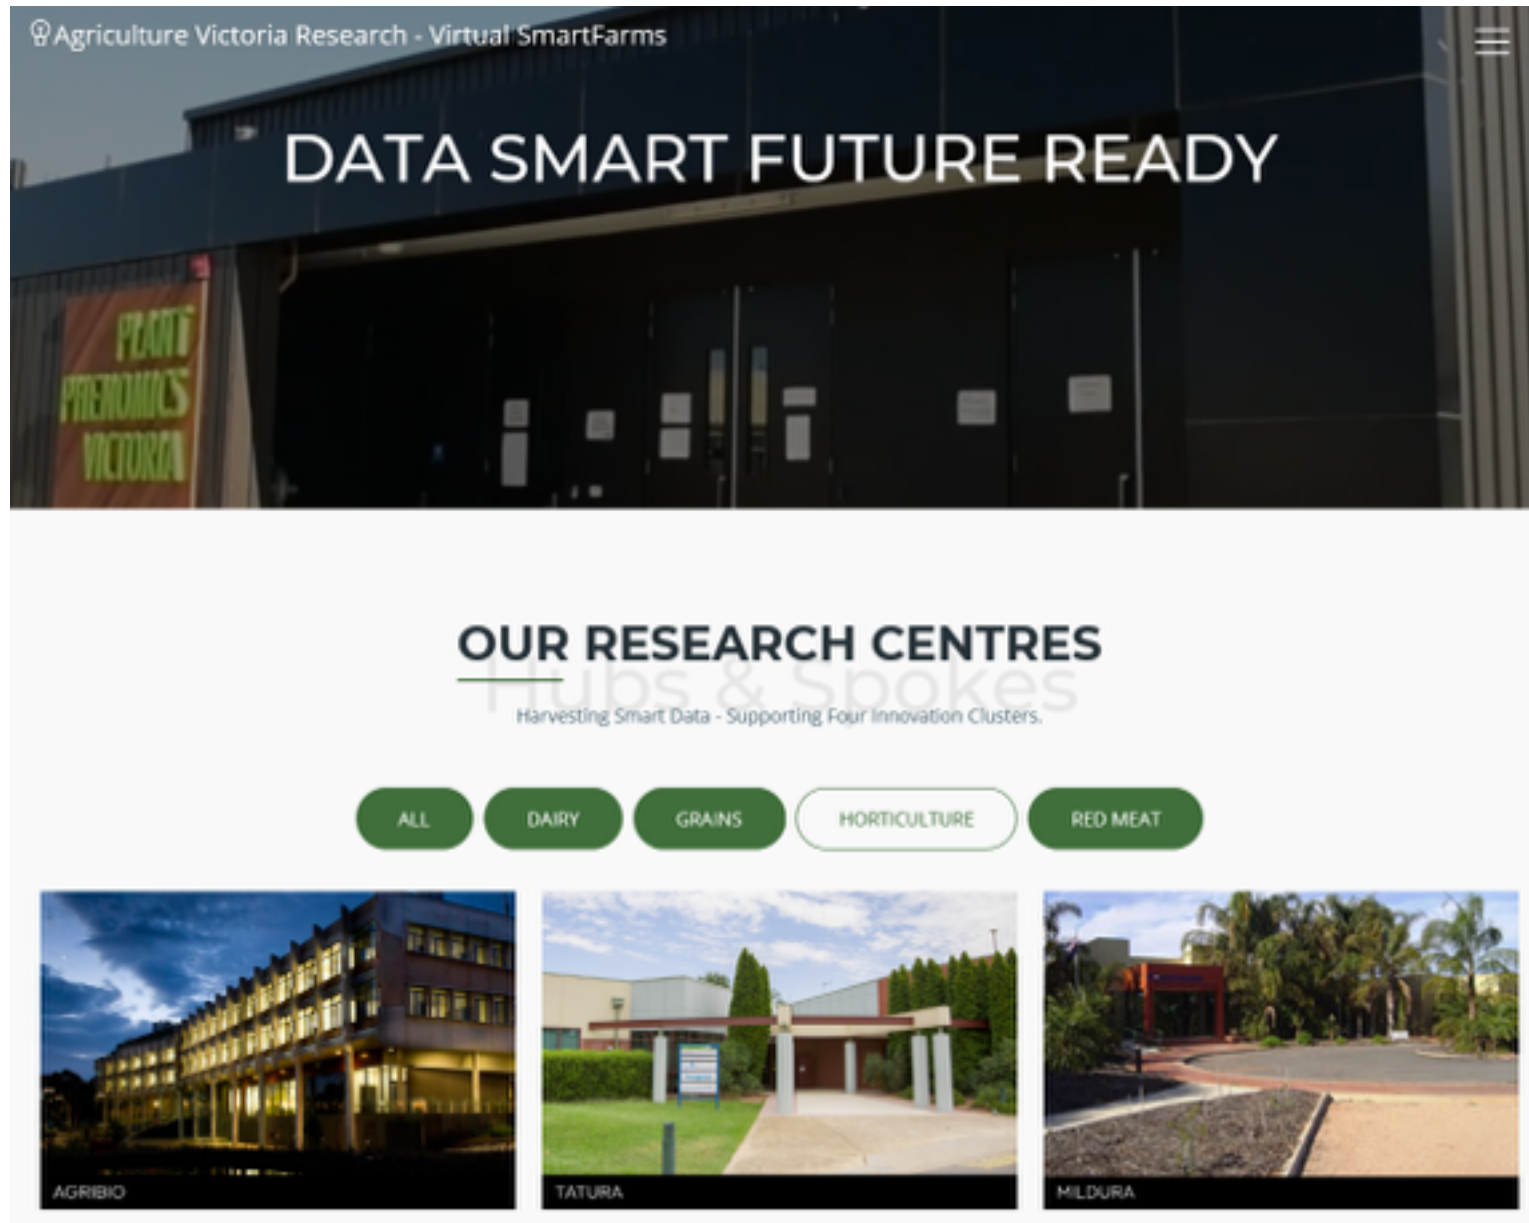 Agriculture Victoria Research - Virtual SmartFarms
DATA SMART FUTURE READY
PLANT
PHENOMICS
VICTORIA
OUR RESEARCH CENTRES
Hubs & Spokes
Harvesting Smart Data - Supporting Four Innovation Clusters.
ALL
DAIRY
GRAINS
HORTICULTURE
RED MEAT
AGRIBIO
TATURA
MILDURA